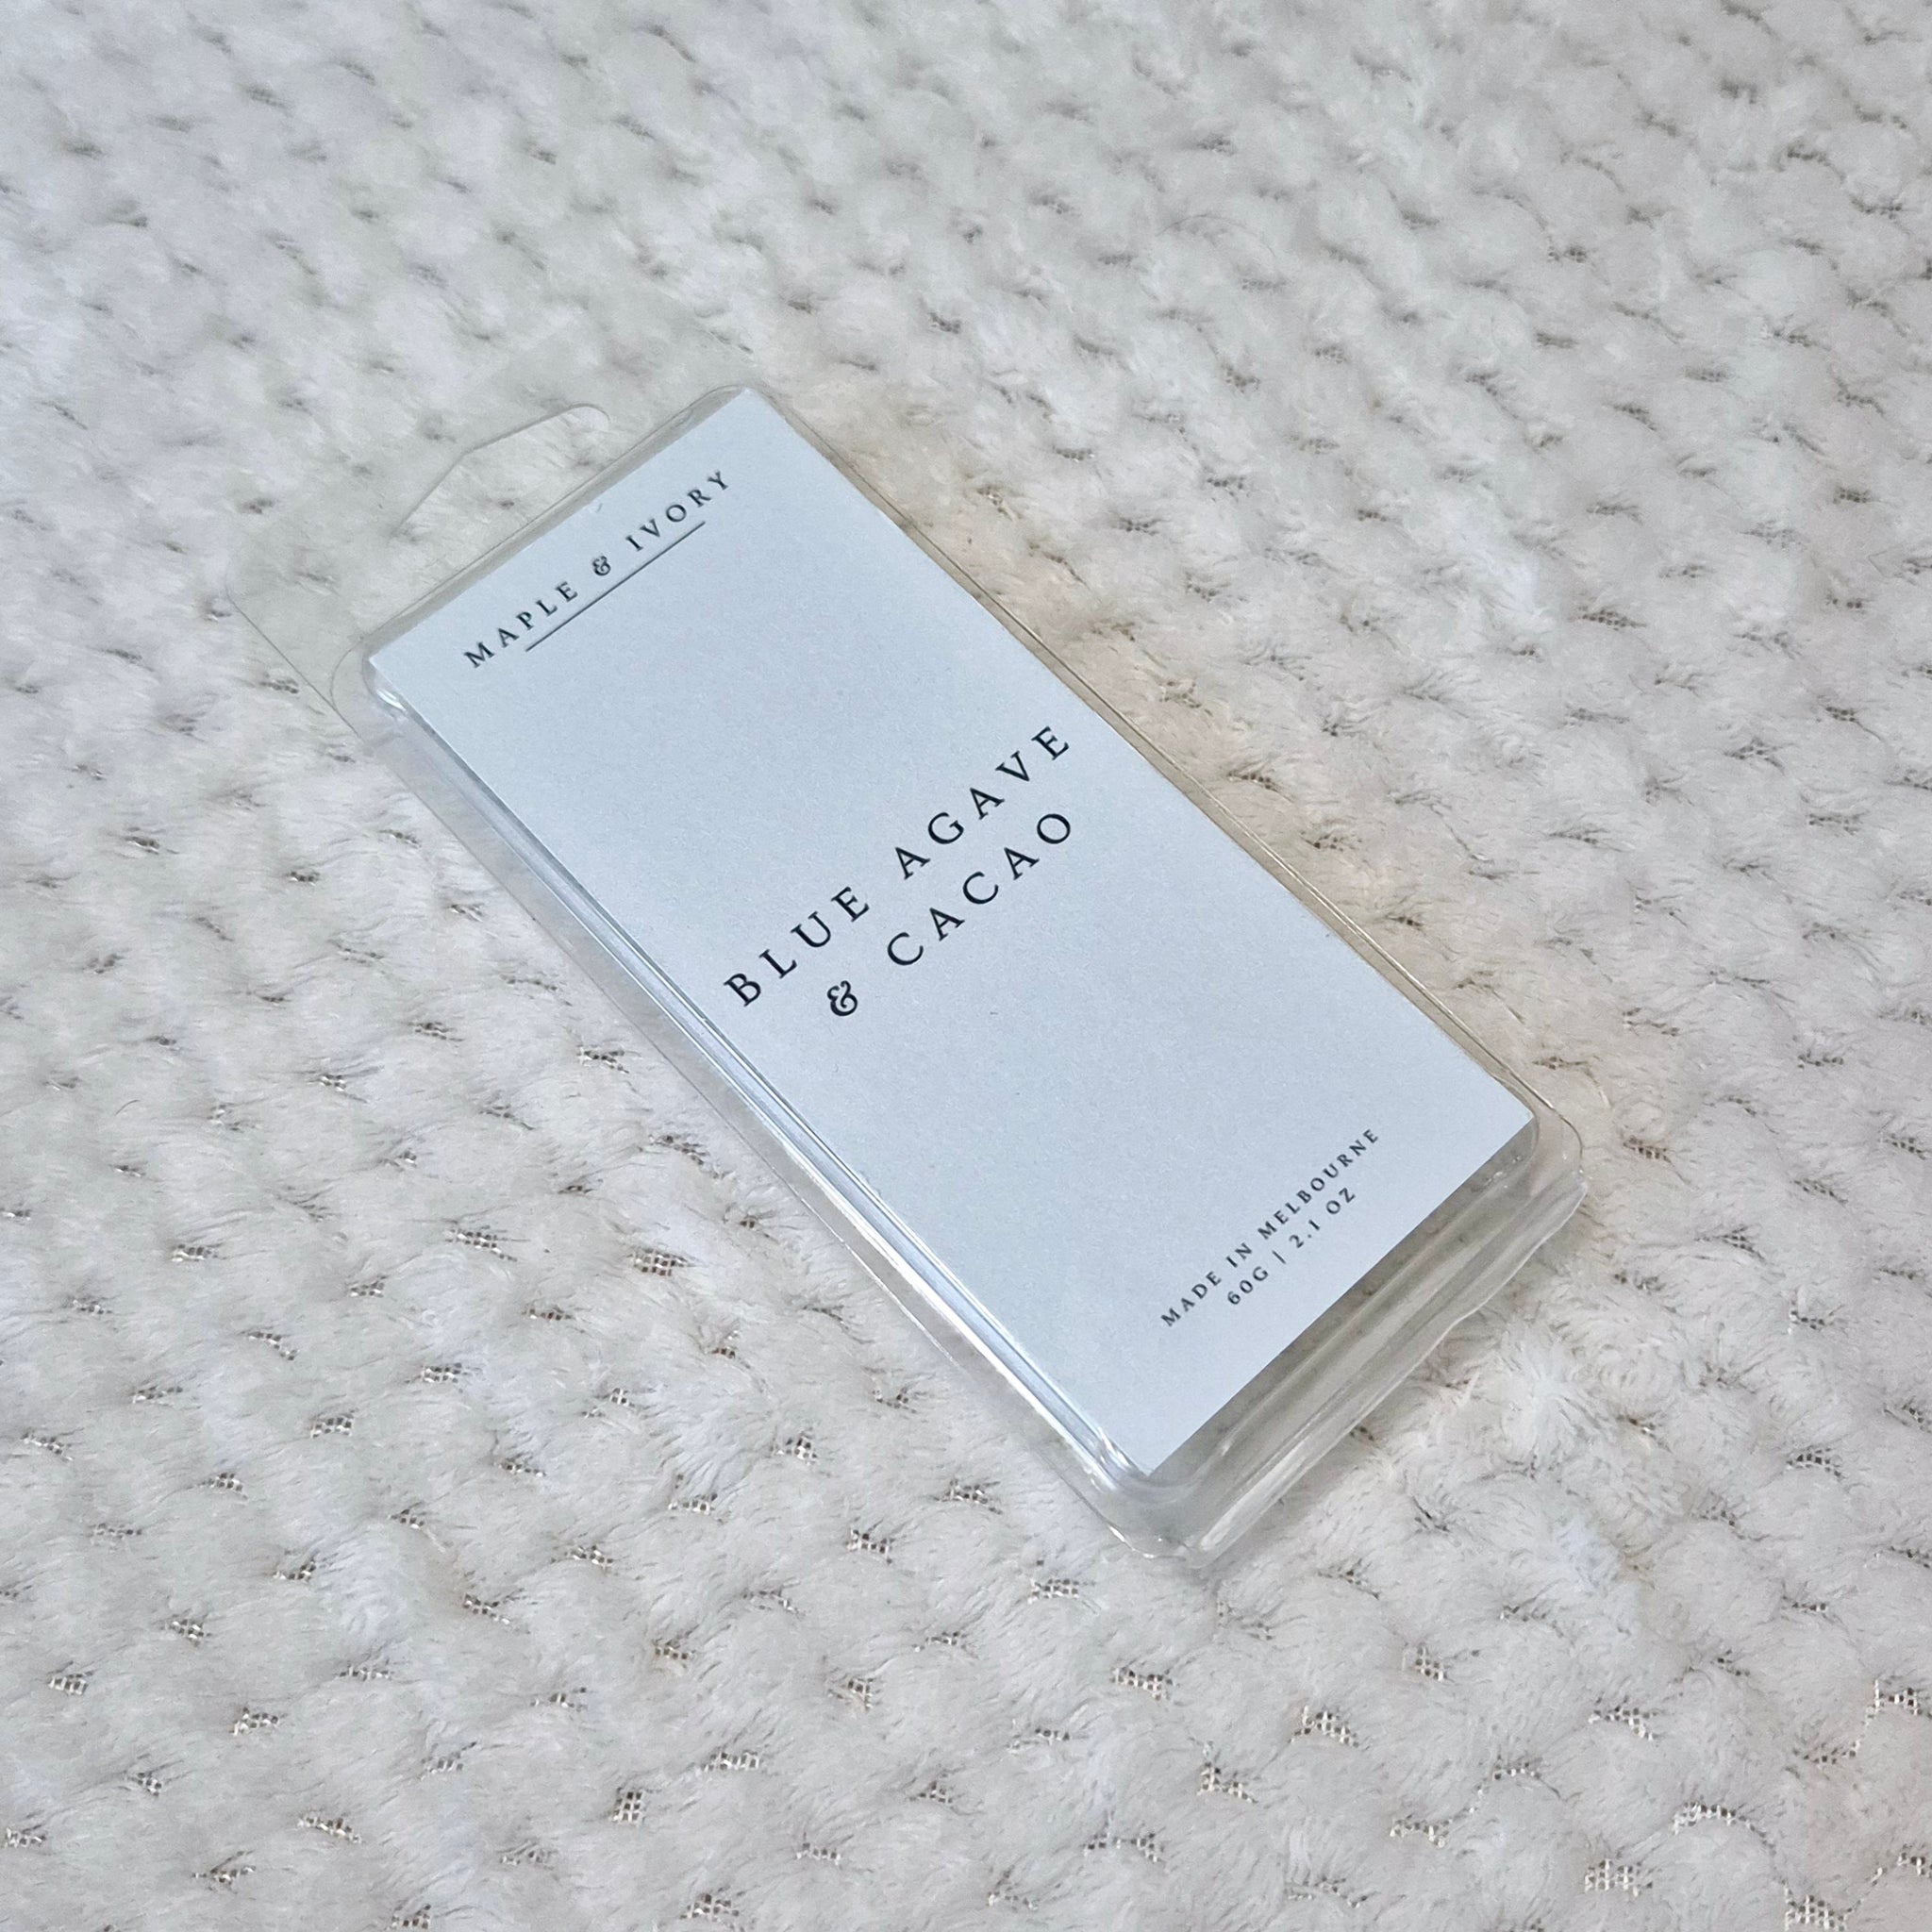 MAPLE & IVORY
BLUE AGAVE
& CACAO
MADE IN MELBOURNE
60G | 2.1 OZ